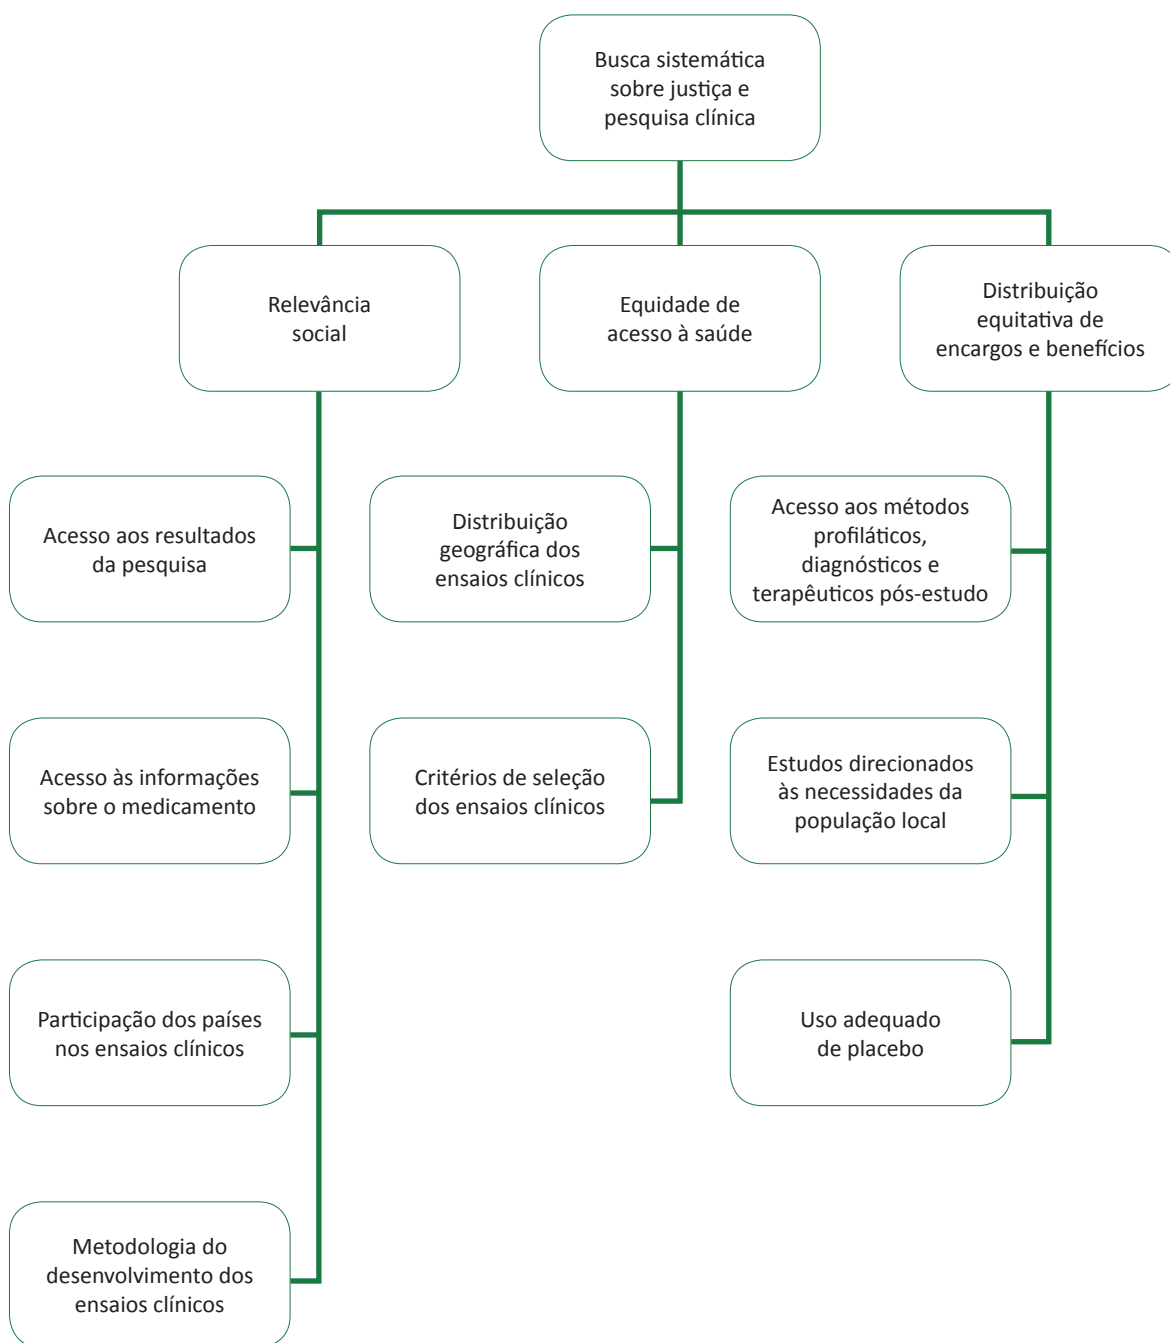 Busca sistemática
sobre justiça e
pesquisa clínica
Relevância
social
Equidade de
acesso à saúde
Distribuição
equitativa de
encargos e benefícios
Acesso aos resultados
da pesquisa
Distribuição
geográfica dos
ensaios clínicos
Acesso aos métodos
profiláticos,
diagnósticos e
terapêuticos pós-estudo
Acesso às informações
sobre o medicamento
Critérios de seleção
dos ensaios clínicos
Estudos direcionados
às necessidades da
população local
Participação dos países
nos ensaios clínicos
Uso adequado
de placebo
Metodologia do
desenvolvimento dos
ensaios clínicos